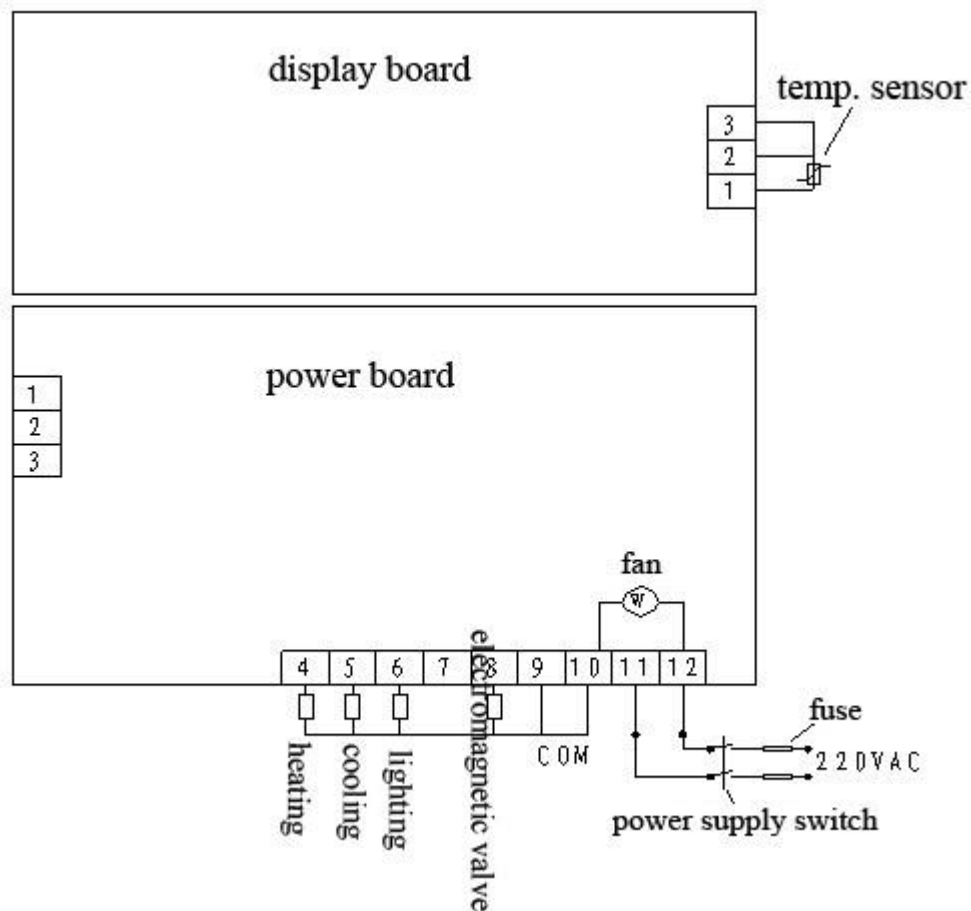 display board
temp. sensor
3
2
1
power board
1
2
3
fan
W
4 5 6 7 8 9 10 11 12
heating
cooling
lighting
electromagnetic valve
COM
fuse
220VAC
power supply switch